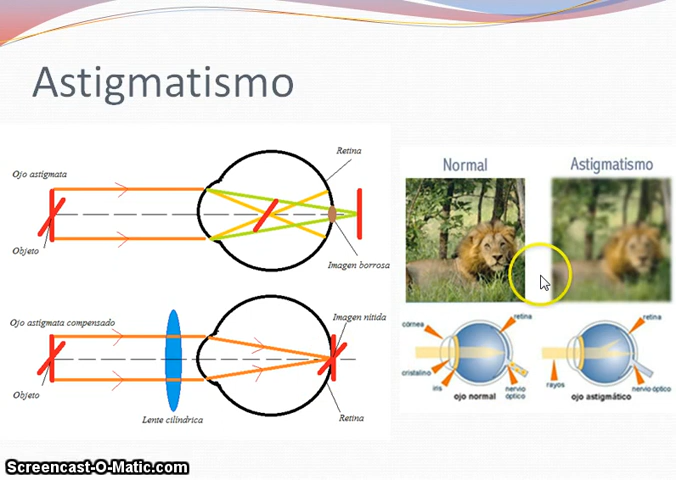 Astigmatismo
Retina
Ojo astigmata
Objeto
Imagen borrosa
Ojo astigmata compensado
Imagen nítida
Objeto
Retina
Lente cilíndrica
Normal
Astigmatismo
córnea
retina
retina
cristalino
iris
nervio
óptico
rayos
nervio óptico
ojo normal
ojo astigmático
Screencast-O-Matic.com